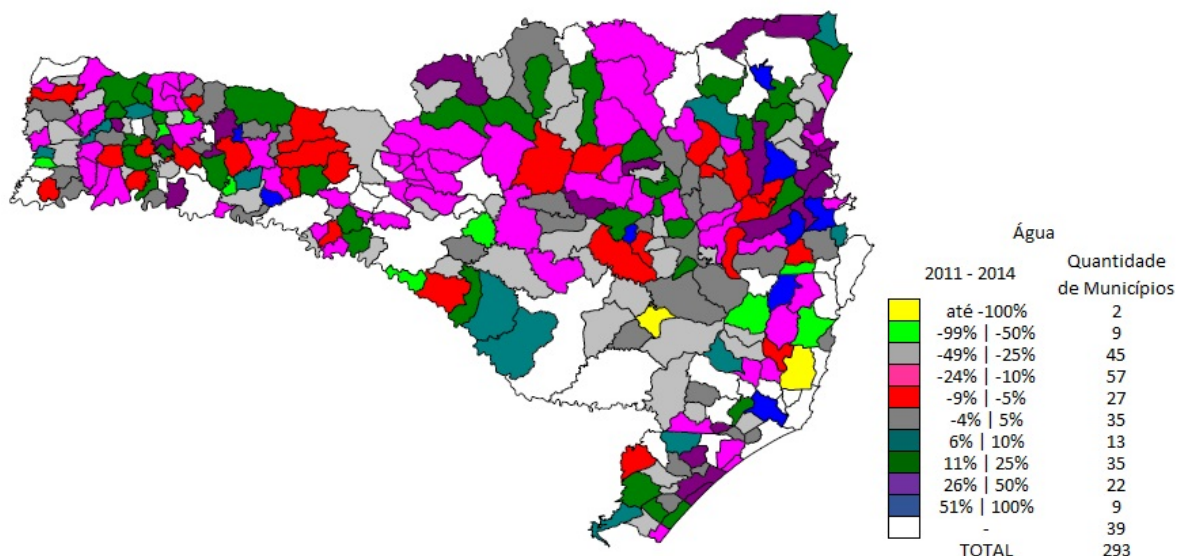 Água
2011 - 2014 Quantidade de Municípios
até -100% 2
-99% | -50% 9
-49% | -25% 45
-24% | -10% 57
-9% | -5% 27
-4% | 5% 35
6% | 10% 13
11% | 25% 35
26% | 50% 22
51% | 100% 9
- 39
TOTAL 293